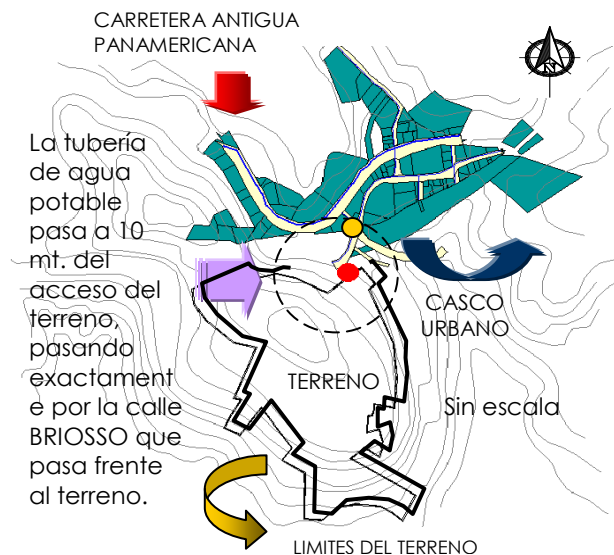 CARRETERA ANTIGUA
PANAMERICANA
N
La tubería
de agua
potable
pasa a 10
mt. del
acceso del
terreno,
pasando
exactament
e por la calle
BRIOSSO que
pasa frente
al terreno.
CASCO
URBANO
TERRENO
Sin escala
LIMITES DEL TERRENO